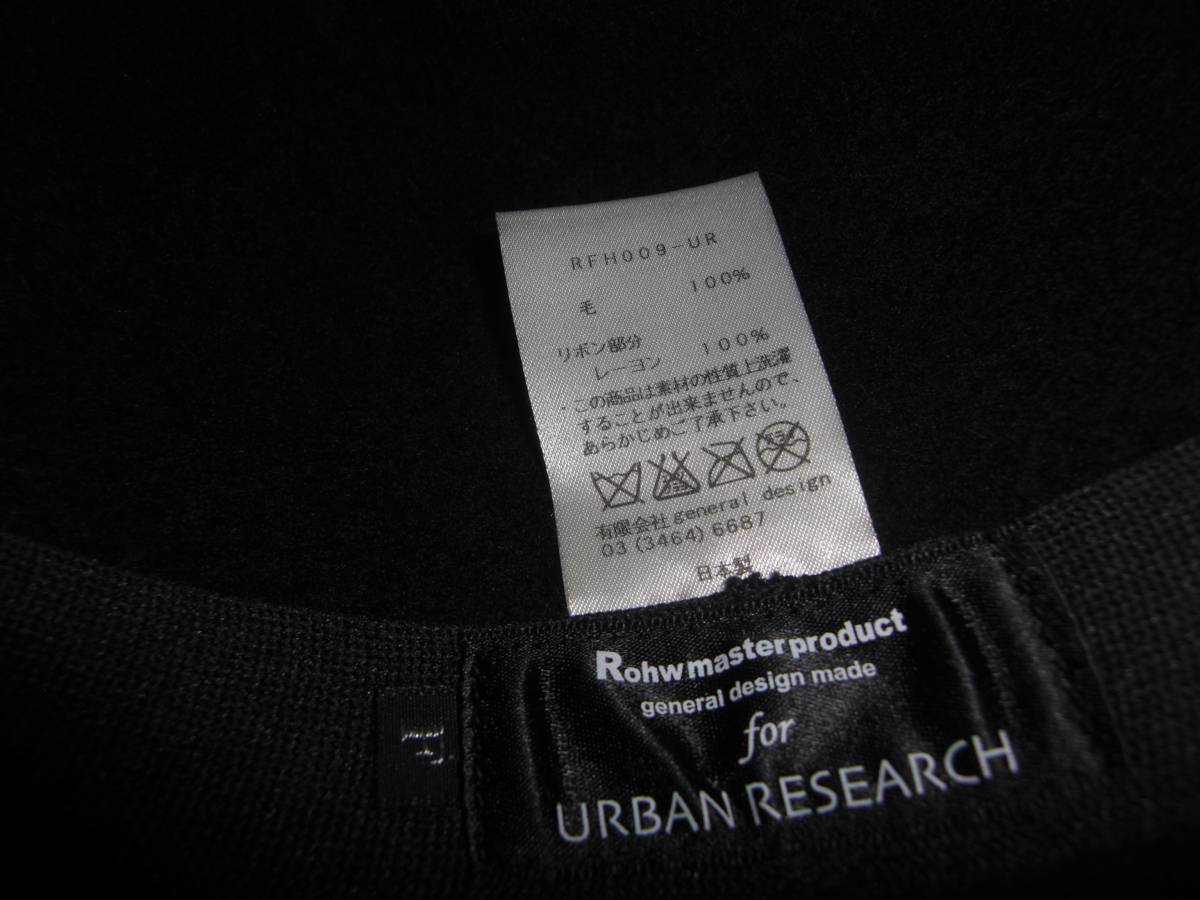 RFH009-UR
毛 100%
リボン部分
レーヨン 100%
・この商品は素材の性質上洗濯
することが出来ませんので、
あらかじめご了承下さい。
有限会社general design
03(3464)6687
日本製
Rohwmasterproduct
general design made
for
URBAN RESEARCH